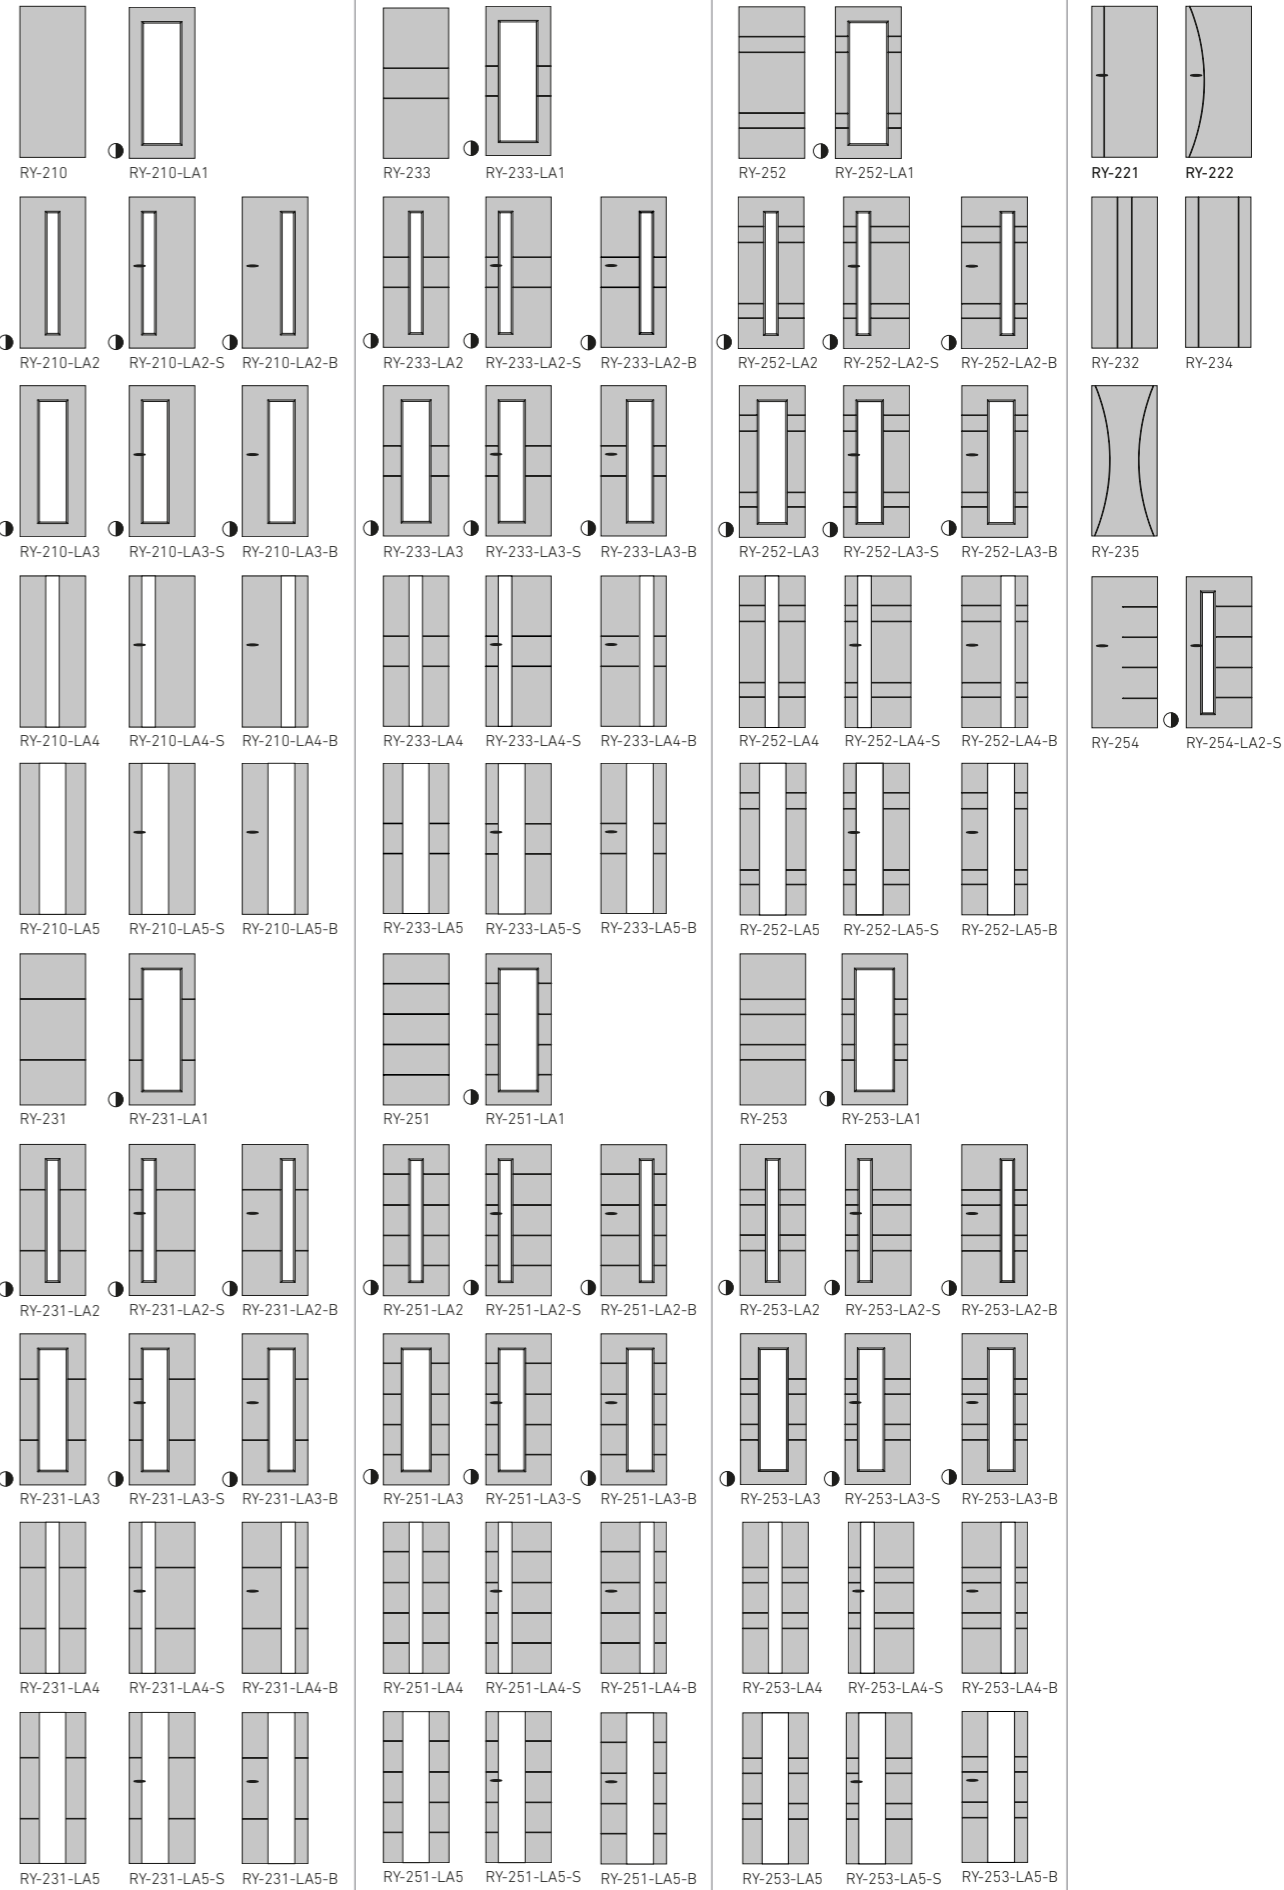 RY-210 RY-210-LA1
RY-210-LA2 RY-210-LA2-S RY-210-LA2-B
RY-210-LA3 RY-210-LA3-S RY-210-LA3-B
RY-210-LA4 RY-210-LA4-S RY-210-LA4-B
RY-210-LA5 RY-210-LA5-S RY-210-LA5-B
RY-231 RY-231-LA1
RY-231-LA2 RY-231-LA2-S RY-231-LA2-B
RY-231-LA3 RY-231-LA3-S RY-231-LA3-B
RY-231-LA4 RY-231-LA4-S RY-231-LA4-B
RY-231-LA5 RY-231-LA5-S RY-231-LA5-B
RY-233 RY-233-LA1
RY-233-LA2 RY-233-LA2-S RY-233-LA2-B
RY-233-LA3 RY-233-LA3-S RY-233-LA3-B
RY-233-LA4 RY-233-LA4-S RY-233-LA4-B
RY-233-LA5 RY-233-LA5-S RY-233-LA5-B
RY-251 RY-251-LA1
RY-251-LA2 RY-251-LA2-S RY-251-LA2-B
RY-251-LA3 RY-251-LA3-S RY-251-LA3-B
RY-251-LA4 RY-251-LA4-S RY-251-LA4-B
RY-251-LA5 RY-251-LA5-S RY-251-LA5-B
RY-252 RY-252-LA1
RY-252-LA2 RY-252-LA2-S RY-252-LA2-B
RY-252-LA3 RY-252-LA3-S RY-252-LA3-B
RY-252-LA4 RY-252-LA4-S RY-252-LA4-B
RY-252-LA5 RY-252-LA5-S RY-252-LA5-B
RY-253 RY-253-LA1
RY-253-LA2 RY-253-LA2-S RY-253-LA2-B
RY-253-LA3 RY-253-LA3-S RY-253-LA3-B
RY-253-LA4 RY-253-LA4-S RY-253-LA4-B
RY-253-LA5 RY-253-LA5-S RY-253-LA5-B
RY-221 RY-222
RY-232 RY-234
RY-235
RY-254 RY-254-LA2-S